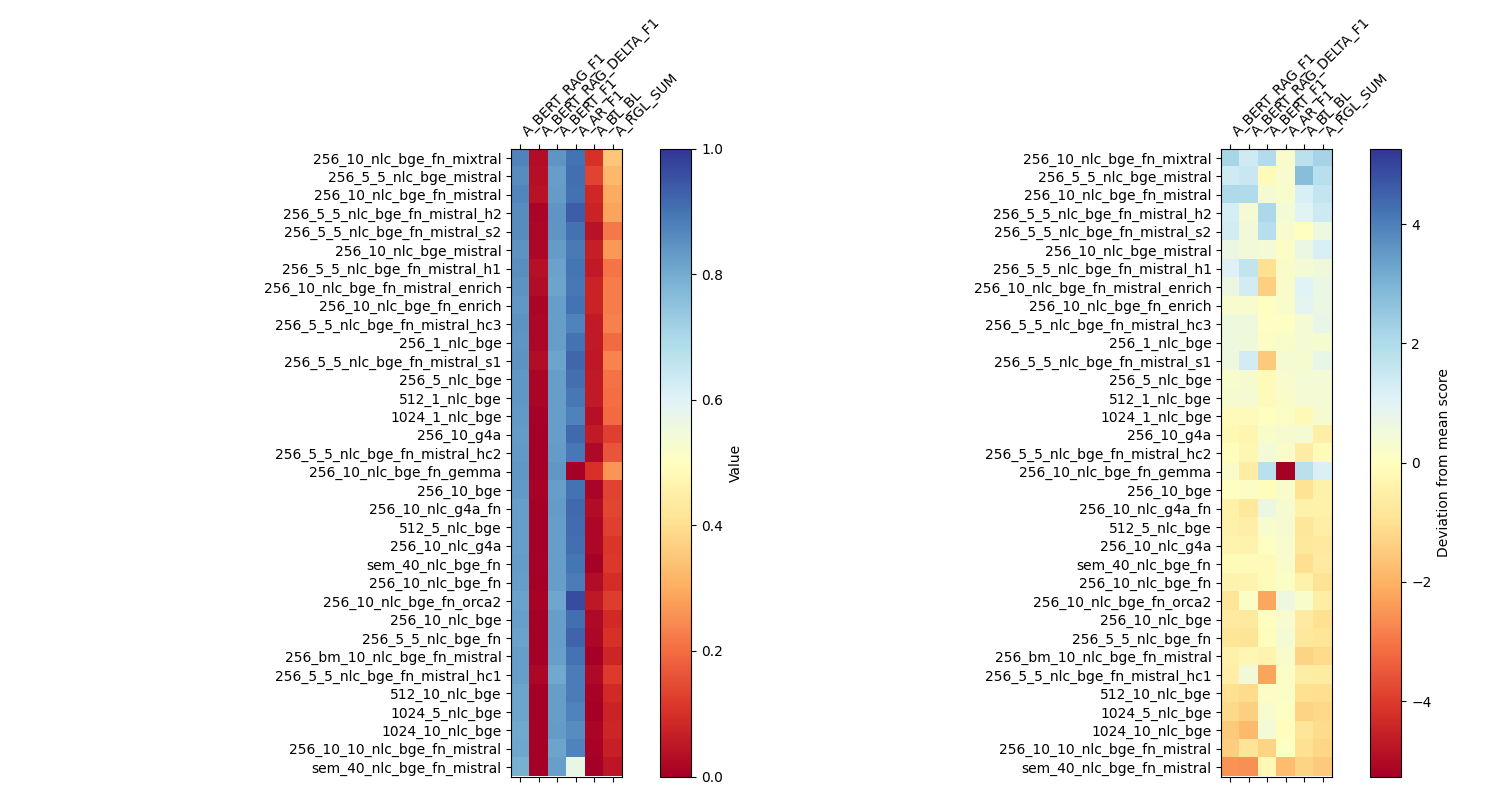 A_BERT_RAG_F1
A_BERT_RAG_DELTA_F1
A_BERT_F1
A_AR_F1
A_BL_BL
A_RGL_SUM
256_10_nlc_bge_fn_mixtral
256_5_5_nlc_bge_mistral
256_10_nlc_bge_fn_mistral
256_5_5_nlc_bge_fn_mistral_h2
256_5_5_nlc_bge_fn_mistral_s2
256_10_nlc_bge_mistral
256_5_5_nlc_bge_fn_mistral_h1
256_10_nlc_bge_fn_mistral_enrich
256_10_nlc_bge_fn_enrich
256_5_5_nlc_bge_fn_mistral_hc3
256_1_nlc_bge
256_5_5_nlc_bge_fn_mistral_s1
256_5_nlc_bge
512_1_nlc_bge
1024_1_nlc_bge
256_10_g4a
256_5_5_nlc_bge_fn_mistral_hc2
256_10_nlc_bge_fn_gemma
256_10_bge
256_10_nlc_g4a_fn
512_5_nlc_bge
256_10_nlc_g4a
sem_40_nlc_bge_fn
256_10_nlc_bge_fn
256_10_nlc_bge_fn_orca2
256_10_nlc_bge
256_5_5_nlc_bge_fn
256_bm_10_nlc_bge_fn_mistral
256_5_5_nlc_bge_fn_mistral_hc1
512_10_nlc_bge
1024_5_nlc_bge
1024_10_nlc_bge
256_10_10_nlc_bge_fn_mistral
sem_40_nlc_bge_fn_mistral
1.0
0.8
0.6
0.4
0.2
0.0
Value
A_BERT_RAG_F1
A_BERT_RAG_DELTA_F1
A_BERT_F1
A_AR_F1
A_BL_BL
A_RGL_SUM
256_10_nlc_bge_fn_mixtral
256_5_5_nlc_bge_mistral
256_10_nlc_bge_fn_mistral
256_5_5_nlc_bge_fn_mistral_h2
256_5_5_nlc_bge_fn_mistral_s2
256_10_nlc_bge_mistral
256_5_5_nlc_bge_fn_mistral_h1
256_10_nlc_bge_fn_mistral_enrich
256_10_nlc_bge_fn_enrich
256_5_5_nlc_bge_fn_mistral_hc3
256_1_nlc_bge
256_5_5_nlc_bge_fn_mistral_s1
256_5_nlc_bge
512_1_nlc_bge
1024_1_nlc_bge
256_10_g4a
256_5_5_nlc_bge_fn_mistral_hc2
256_10_nlc_bge_fn_gemma
256_10_bge
256_10_nlc_g4a_fn
512_5_nlc_bge
256_10_nlc_g4a
sem_40_nlc_bge_fn
256_10_nlc_bge_fn
256_10_nlc_bge_fn_orca2
256_10_nlc_bge
256_5_5_nlc_bge_fn
256_bm_10_nlc_bge_fn_mistral
256_5_5_nlc_bge_fn_mistral_hc1
512_10_nlc_bge
1024_5_nlc_bge
1024_10_nlc_bge
256_10_10_nlc_bge_fn_mistral
sem_40_nlc_bge_fn_mistral
4
2
0
−2
−4
Deviation from mean score